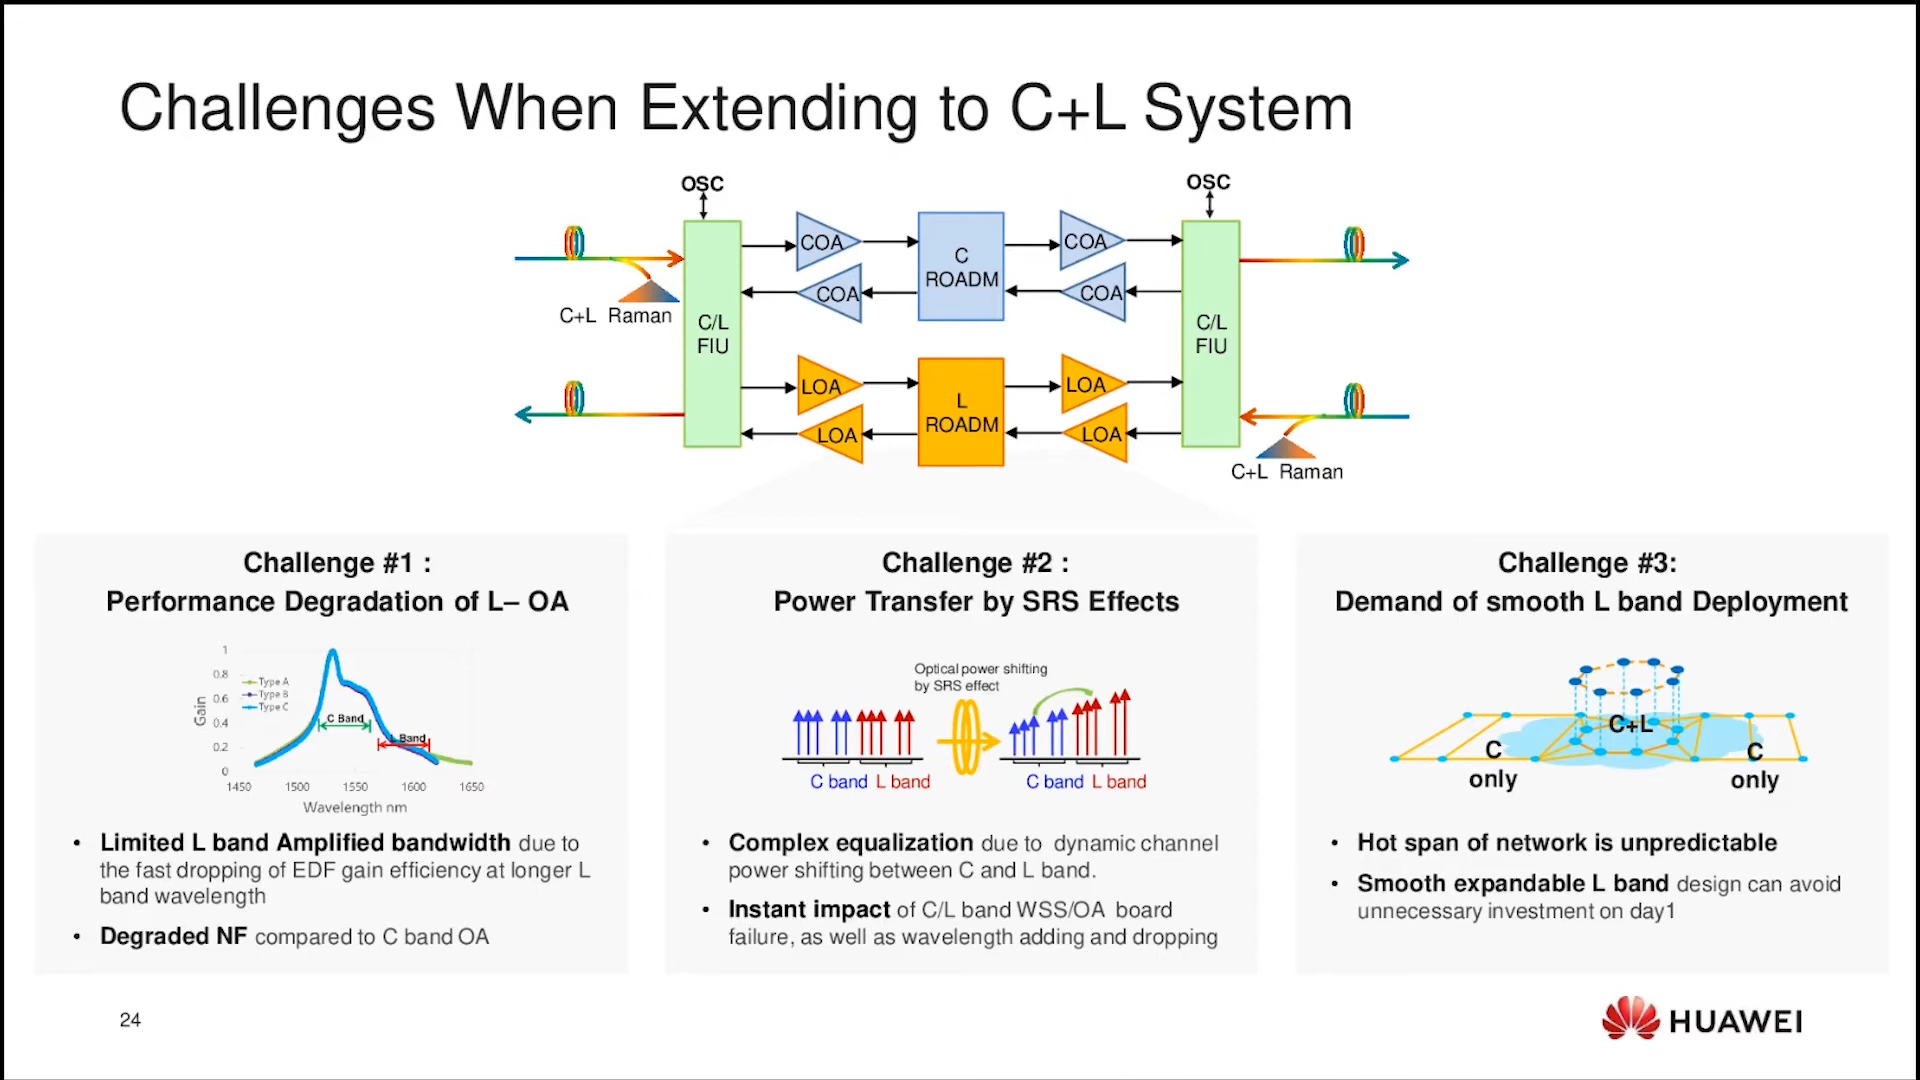 Challenges When Extending to C+L System
OSC
OSC
COA
COA
C
ROADM
COA
COA
C+L Raman
C/L
FIU
C/L
FIU
LOA
LOA
L
ROADM
LOA
LOA
C+L Raman
Challenge #1 :
Performance Degradation of L– OA
1
0.8
0.6
0.4
0.2
0
Gain
Type A
Type B
Type C
C Band
L Band
1450
1500
1550
1600
1650
Wavelength nm
• Limited L band Amplified bandwidth due to
the fast dropping of EDF gain efficiency at longer L
band wavelength
• Degraded NF compared to C band OA
Challenge #2 :
Power Transfer by SRS Effects
Optical power shifting
by SRS effect
C band L band
C band L band
• Complex equalization due to dynamic channel
power shifting between C and L band.
• Instant impact of C/L band WSS/OA board
failure, as well as wavelength adding and dropping
Challenge #3:
Demand of smooth L band Deployment
C+L
C
only
C
only
• Hot span of network is unpredictable
• Smooth expandable L band design can avoid
unnecessary investment on day1
24
HUAWEI